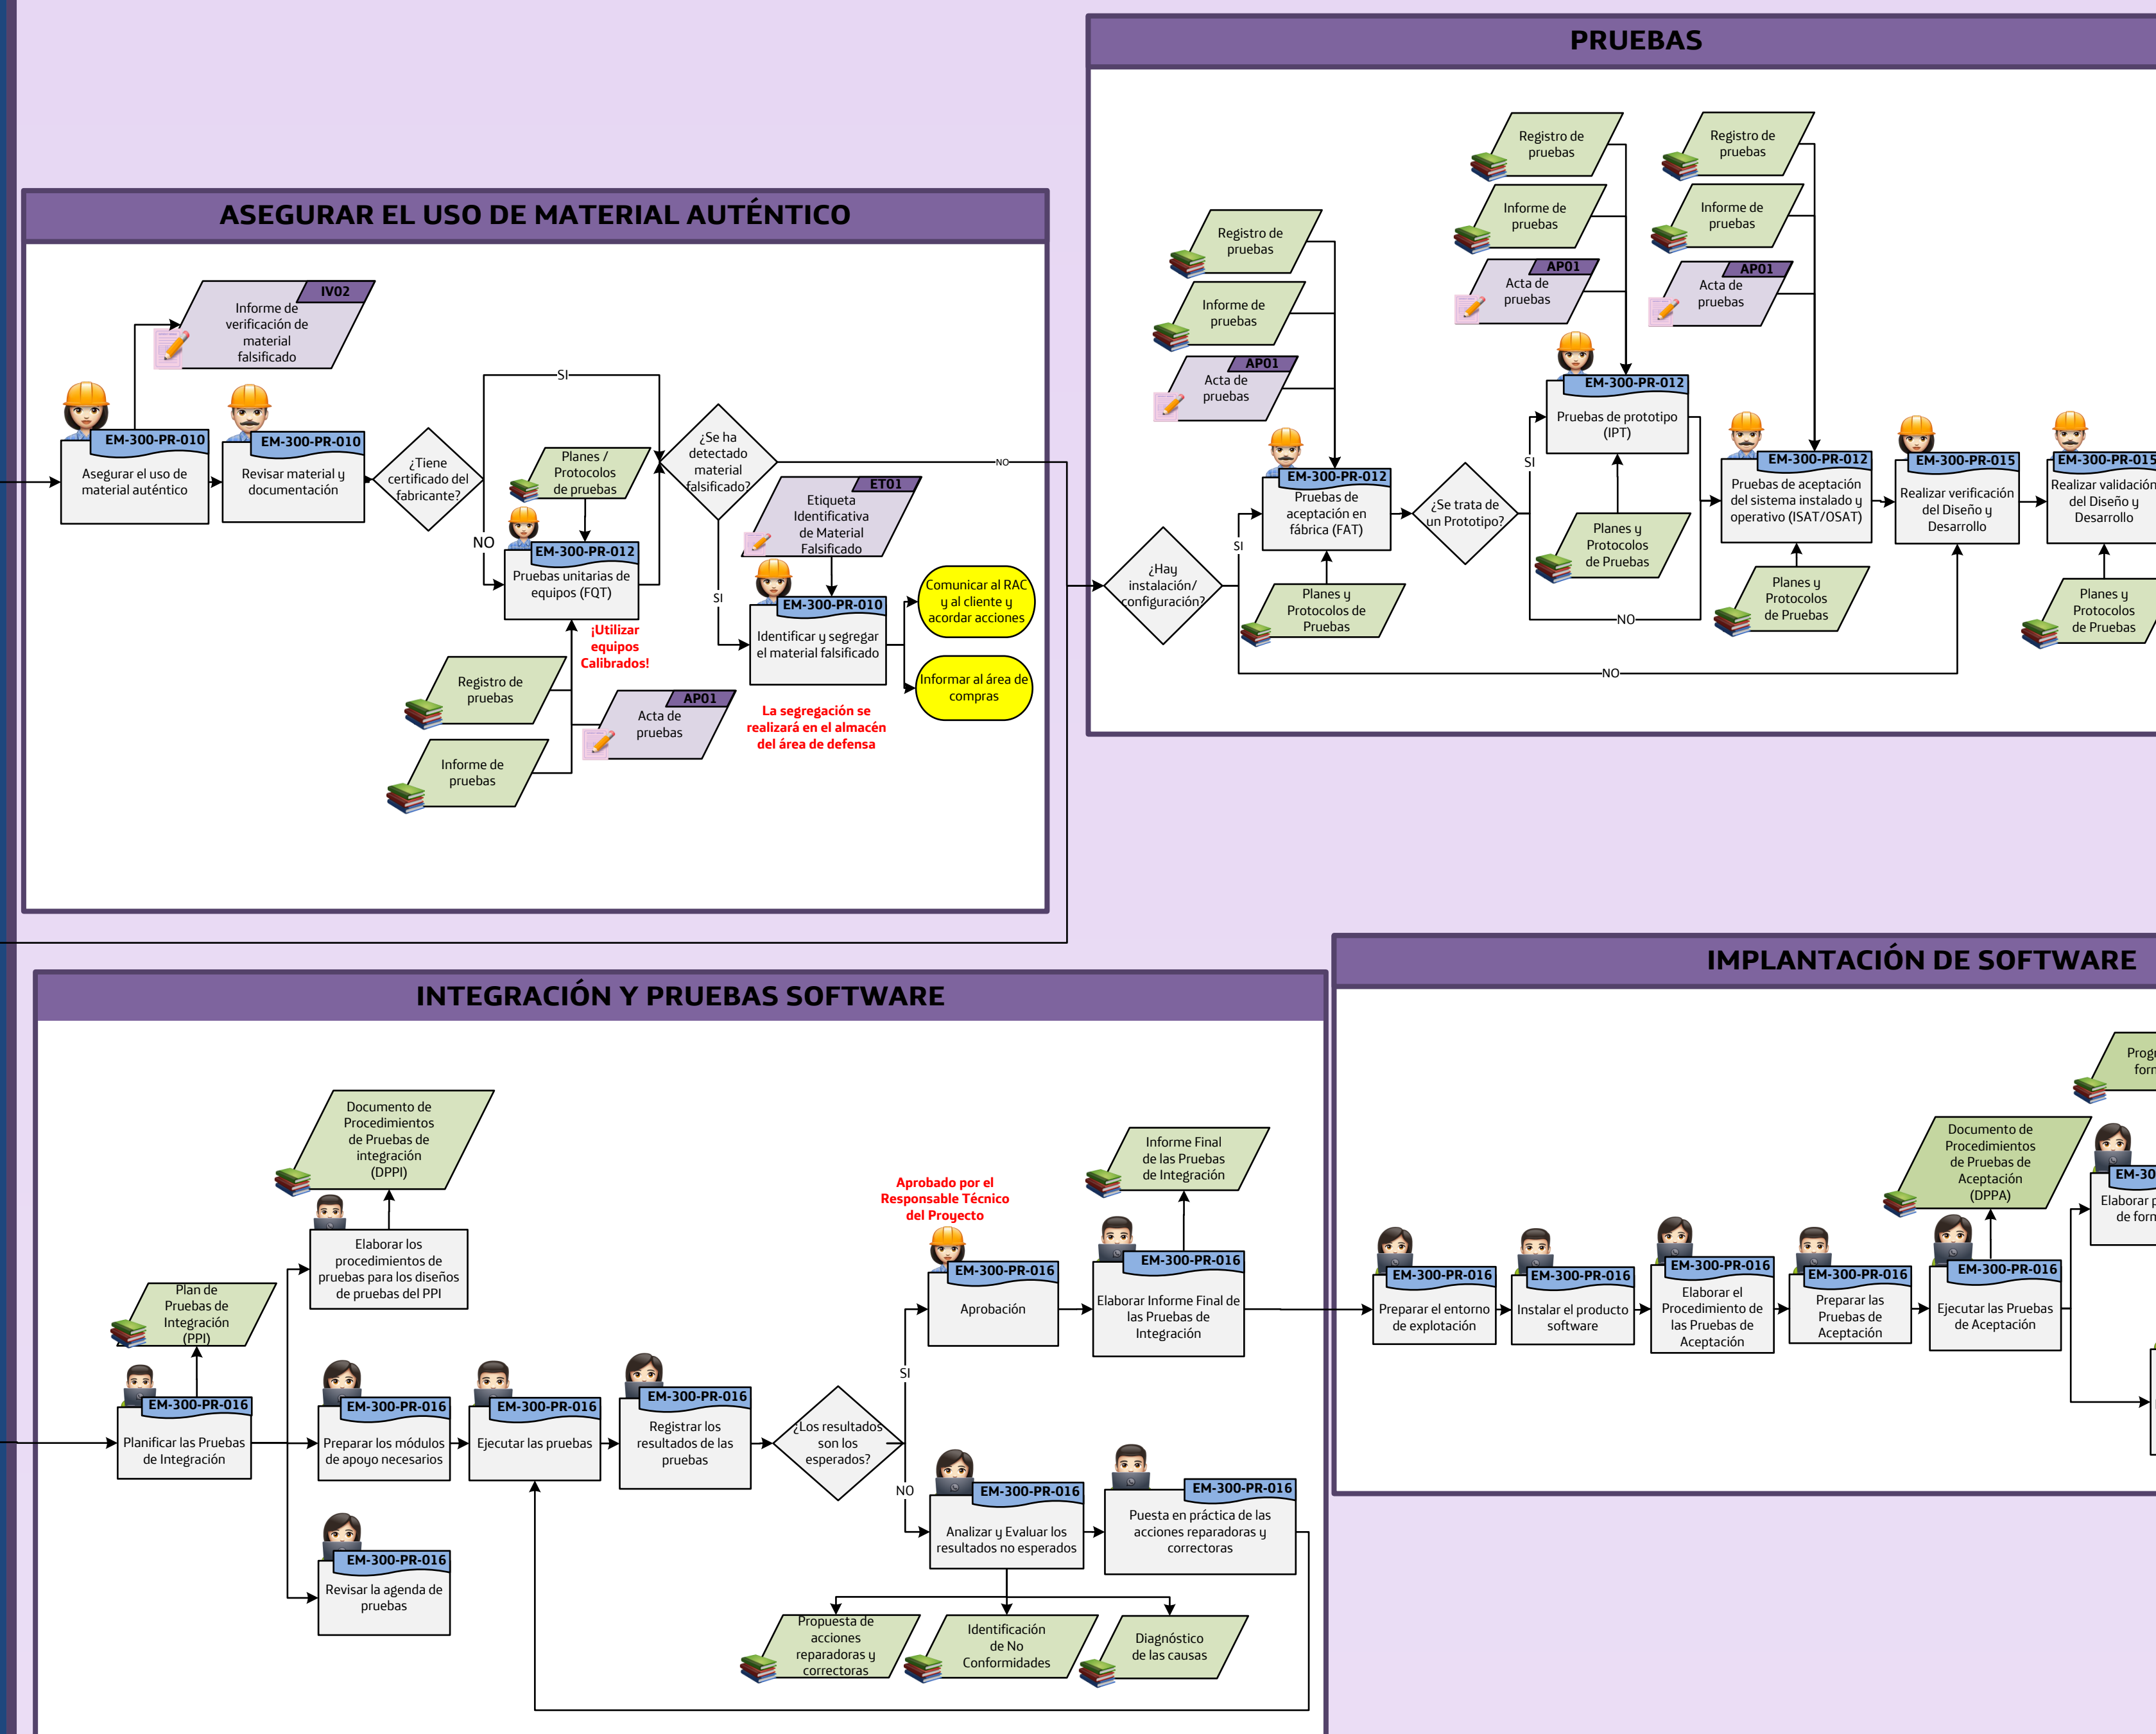 PRUEBAS
Registro de
pruebas
Informe de
pruebas
AP01
Acta de
pruebas
Registro de
pruebas
Informe de
pruebas
AP01
Acta de
pruebas
Registro de
pruebas
Informe de
pruebas
AP01
Acta de
pruebas
EM-300-PR-012
Pruebas de prototipo
(IPT)
EM-300-PR-012
Pruebas de
aceptación en
fábrica (FAT)
¿Se trata de
un Prototipo?
SI
NO
Planes y
Protocolos
de Pruebas
EM-300-PR-012
Pruebas de aceptación
del sistema instalado y
operativo (ISAT/OSAT)
Planes y
Protocolos
de Pruebas
EM-300-PR-015
Realizar verificación
del Diseño y
Desarrollo
EM-300-PR-015
Realizar validación
del Diseño y
Desarrollo
Planes y
Protocolos
de Pruebas
¿Hay
instalación/
configuración?
SI
Planes y
Protocolos de
Pruebas
NO
ASEGURAR EL USO DE MATERIAL AUTÉNTICO
IV02
Informe de
verificación de
material
falsificado
EM-300-PR-010
Asegurar el uso de
material auténtico
EM-300-PR-010
Revisar material y
documentación
¿Tiene
certificado del
fabricante?
SI
NO
Planes /
Protocolos
de pruebas
EM-300-PR-012
Pruebas unitarias de
equipos (FQT)
¡Utilizar
equipos
Calibrados!
Registro de
pruebas
Informe de
pruebas
AP01
Acta de
pruebas
¿Se ha
detectado
material
falsificado?
NO
SI
ET01
Etiqueta
Identificativa
de Material
Falsificado
EM-300-PR-010
Identificar y segregar
el material falsificado
La segregación se
realizará en el almacén
del área de defensa
Comunicar al RAC
y al cliente y
acordar acciones
Informar al área de
compras
INTEGRACIÓN Y PRUEBAS SOFTWARE
Documento de
Procedimientos
de Pruebas de
integración
(DPPI)
Elaborar los
procedimientos de
pruebas para los diseños
de pruebas del PPI
Plan de
Pruebas de
Integración
(PPI)
EM-300-PR-016
Planificar las Pruebas
de Integración
EM-300-PR-016
Preparar los módulos
de apoyo necesarios
EM-300-PR-016
Revisar la agenda de
pruebas
EM-300-PR-016
Ejecutar las pruebas
EM-300-PR-016
Registrar los
resultados de las
pruebas
¿Los resultados
son los
esperados?
SI
NO
Aprobado por el
Responsable Técnico
del Proyecto
EM-300-PR-016
Aprobación
Informe Final
de las Pruebas
de Integración
EM-300-PR-016
Elaborar Informe Final de
las Pruebas de
Integración
EM-300-PR-016
Analizar y Evaluar los
resultados no esperados
EM-300-PR-016
Puesta en práctica de las
acciones reparadoras y
correctoras
Propuesta de
acciones
reparadoras y
correctoras
Identificación
de No
Conformidades
Diagnóstico
de las causas
IMPLANTACIÓN DE SOFTWARE
EM-300-PR-016
Preparar el entorno
de explotación
EM-300-PR-016
Instalar el producto
software
EM-300-PR-016
Elaborar el
Procedimiento de
las Pruebas de
Aceptación
EM-300-PR-016
Preparar las
Pruebas de
Aceptación
Documento de
Procedimientos
de Pruebas de
Aceptación
(DPPA)
EM-300-PR-016
Ejecutar las Pruebas
de Aceptación
Elaborar
de